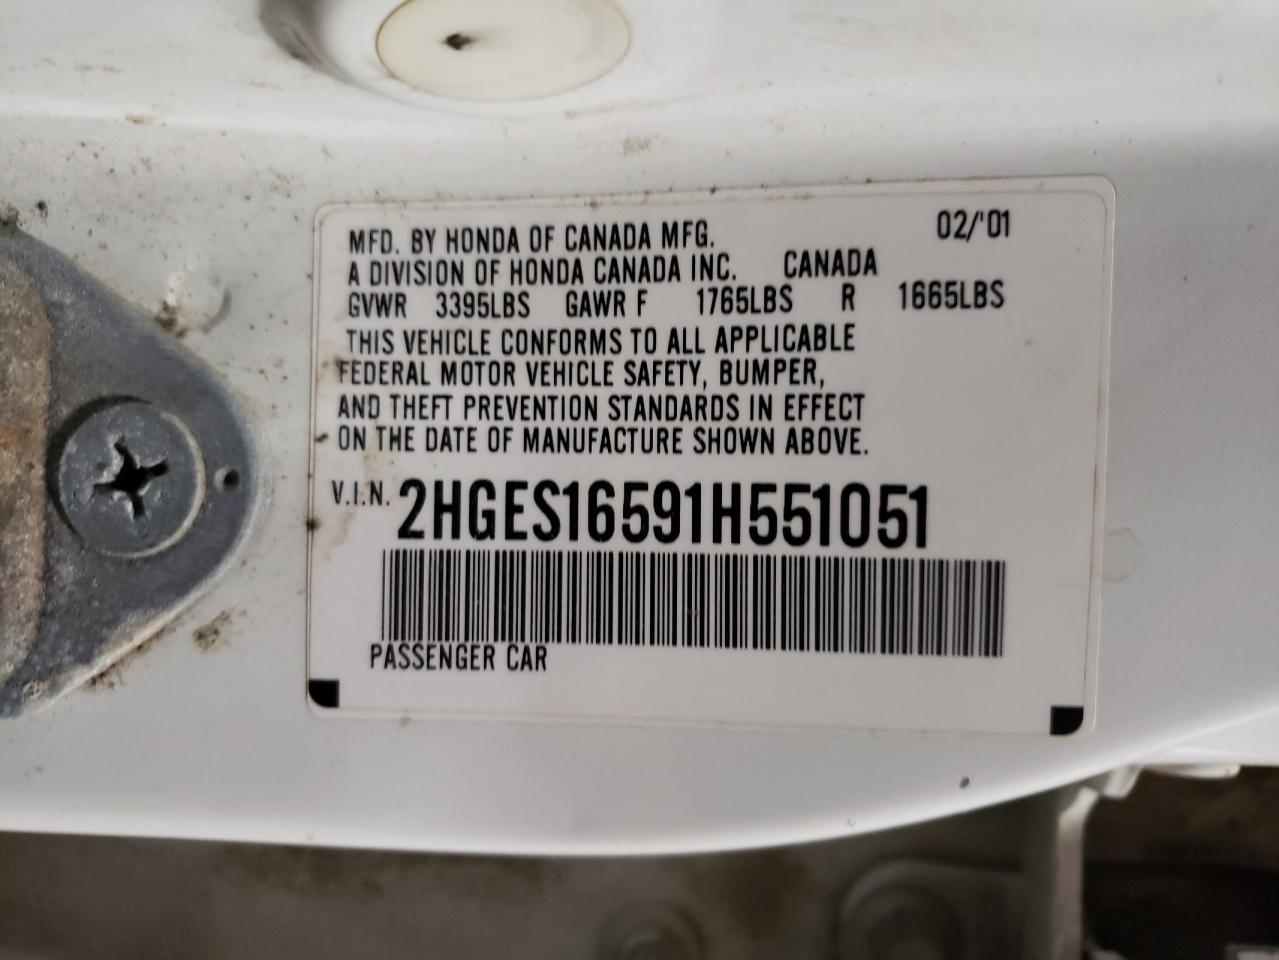 MFD. BY HONDA OF CANADA MFG. 02/'01
A DIVISION OF HONDA CANADA INC. CANADA
GVWR 3395LBS GAWR F 1765LBS R 1665LBS
THIS VEHICLE CONFORMS TO ALL APPLICABLE
FEDERAL MOTOR VEHICLE SAFETY, BUMPER,
AND THEFT PREVENTION STANDARDS IN EFFECT
ON THE DATE OF MANUFACTURE SHOWN ABOVE.
V.I.N. 2HGES16591H551051
PASSENGER CAR